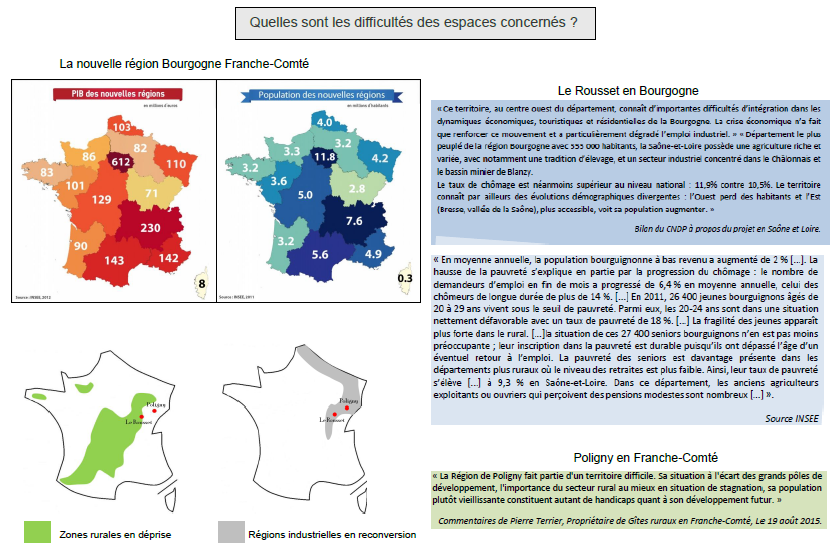 Quelles sont les difficultés des espaces concernés ?
La nouvelle région Bourgogne Franche-Comté
PIB des nouvelles régions
en millions d'euros
103
86
82
612
110
83
101
129
71
230
90
143
142
8
Source : INSEE, 2012
Population des nouvelles régions
en millions d'habitants
4.0
3.3
3.2
11.8
4.2
3.2
3.6
5.0
2.8
7.6
3.2
5.6
4.9
0.3
Source : INSEE, 2011
Le Rousset en Bourgogne
« Ce territoire, au centre ouest du département, connaît d'importantes difficultés d'intégration dans les
dynamiques économiques, touristiques et résidentielles de la Bourgogne. La crise économique n'a fait
que renforcer ce mouvement et a particulièrement dégradé l'emploi industriel. » « Département le plus
peuplé de la région Bourgogne avec 555 000 habitants, la Saône-et-Loire possède une agriculture riche et
variée, avec notamment une tradition d'élevage, et un secteur industriel concentré dans le Châlonnais et
le bassin minier de Blanzy.
Le taux de chômage est néanmoins supérieur au niveau national : 11,9% contre 10,5%. Le territoire
connaît par ailleurs des évolutions démographiques divergentes : l'Ouest perd des habitants et l'Est
(Bresse, vallée de la Saône), plus accessible, voit sa population augmenter. »
Bilan du CNDP à propos du projet en Saône et Loire.
« En moyenne annuelle, la population bourguignonne à bas revenu a augmenté de 2 % [...]. La
hausse de la pauvreté s'explique en partie par la progression du chômage : le nombre de
demandeurs d'emploi en fin de mois a progressé de 6,4 % en moyenne annuelle, celui des
chômeurs de longue durée de plus de 14 %. [...] En 2011, 26 400 jeunes bourguignons âgés de
20 à 29 ans vivent sous le seuil de pauvreté. Parmi eux, les 20-24 ans sont dans une situation
nettement défavorable avec un taux de pauvreté de 18 %. [...] La fragilité des jeunes apparaît
plus forte dans le rural. [...]la situation de ces 27 400 seniors bourguignons n'en est pas moins
préoccupante ; leur inscription dans la pauvreté est durable puisqu'ils ont dépassé l'âge d'un
éventuel retour à l'emploi. La pauvreté des seniors est davantage présente dans les
départements plus ruraux où le niveau des retraites est plus faible. Ainsi, leur taux de pauvreté
s'élève [...] à 9,3 % en Saône-et-Loire. Dans ce département, les anciens agriculteurs
exploitants ou ouvriers qui perçoivent des pensions modestes sont nombreux [...] ».
Source INSEE
Poligny
Le Rousset
Poligny
Le Rousset
Zones rurales en déprise
Régions industrielles en reconversion
Poligny en Franche-Comté
« La Région de Poligny fait partie d'un territoire difficile. Sa situation à l'écart des grands pôles de
développement, l'importance du secteur rural au mieux en situation de stagnation, sa population
plutôt vieillissante constituent autant de handicaps quant à son développement futur. »
Commentaires de Pierre Terrier, Propriétaire de Gîtes ruraux en Franche-Comté, Le 19 août 2015.